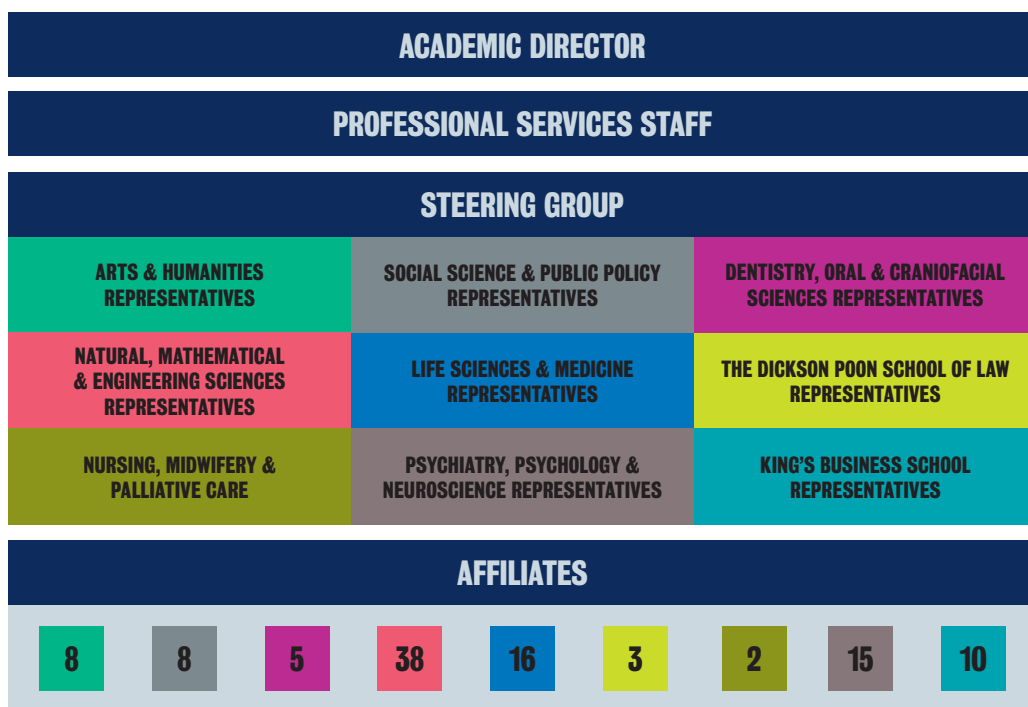 ACADEMIC DIRECTOR
PROFESSIONAL SERVICES STAFF
STEERING GROUP
ARTS & HUMANITIES
REPRESENTATIVES
SOCIAL SCIENCE & PUBLIC POLICY
REPRESENTATIVES
DENTISTRY, ORAL & CRANIOFACIAL
SCIENCES REPRESENTATIVES
NATURAL, MATHEMATICAL
& ENGINEERING SCIENCES
REPRESENTATIVES
LIFE SCIENCES & MEDICINE
REPRESENTATIVES
THE DICKSON POON SCHOOL OF LAW
REPRESENTATIVES
NURSING, MIDWIFERY &
PALLIATIVE CARE
PSYCHIATRY, PSYCHOLOGY &
NEUROSCIENCE REPRESENTATIVES
KING’S BUSINESS SCHOOL
REPRESENTATIVES
AFFILIATES
8 8 5 38 16 3 2 15 10